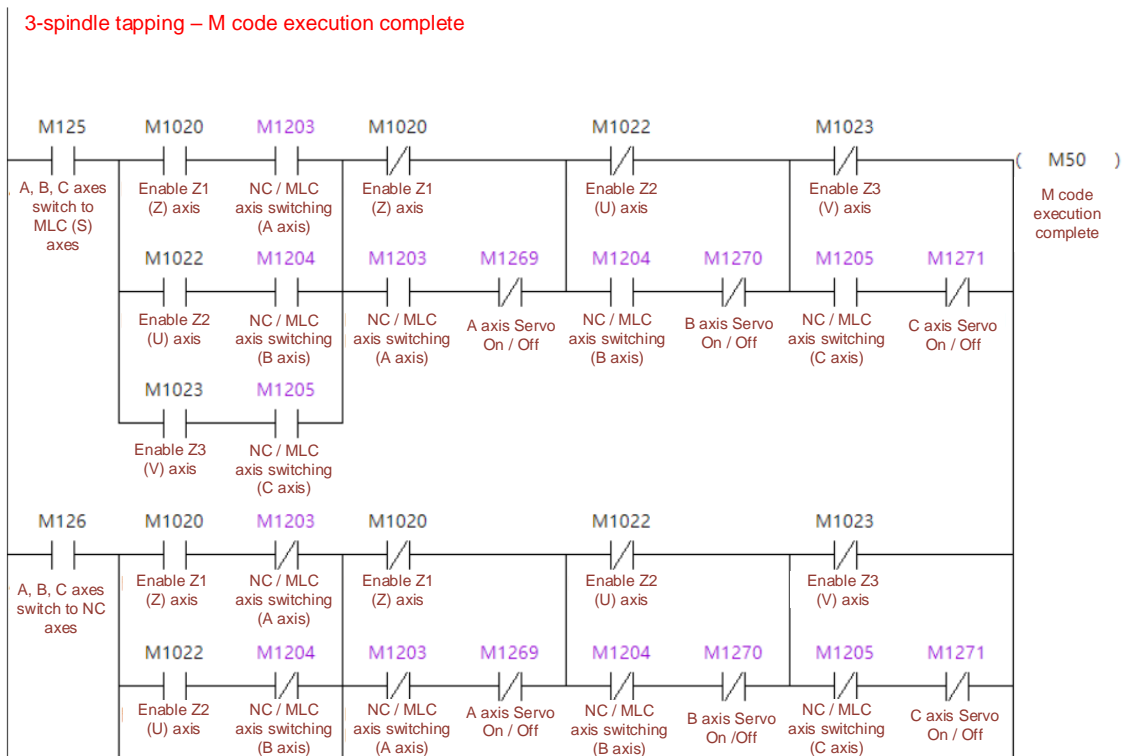 3-spindle tapping – M code execution complete
M125 M1020 M1203 M1020 M1022 M1023
( M50 )
A, B, C axes
switch to
MLC (S)
axes
Enable Z1
(Z) axis
NC / MLC
axis switching
(A axis)
Enable Z1
(Z) axis
Enable Z2
(U) axis
Enable Z3
(V) axis
M code
execution
complete
M1022 M1204 M1203 M1269 M1204 M1270 M1205 M1271
Enable Z2
(U) axis
NC / MLC
axis switching
(B axis)
NC / MLC
axis switching
(A axis)
A axis Servo
On / Off
NC / MLC
axis switching
(B axis)
B axis Servo
On / Off
NC / MLC
axis switching
(C axis)
C axis Servo
On / Off
M1023 M1205
Enable Z3
(V) axis
NC / MLC
axis switching
(C axis)
M126 M1020 M1203 M1020 M1022 M1023
A, B, C axes
switch to NC
axes
Enable Z1
(Z) axis
NC / MLC
axis switching
(A axis)
Enable Z1
(Z) axis
Enable Z2
(U) axis
Enable Z3
(V) axis
M1022 M1204 M1203 M1269 M1204 M1270 M1205 M1271
Enable Z2
(U) axis
NC / MLC
axis switching
(B axis)
NC / MLC
axis switching
(A axis)
A axis Servo
On / Off
NC / MLC
axis switching
(B axis)
B axis Servo
On /Off
NC / MLC
axis switching
(C axis)
C axis Servo
On / Off